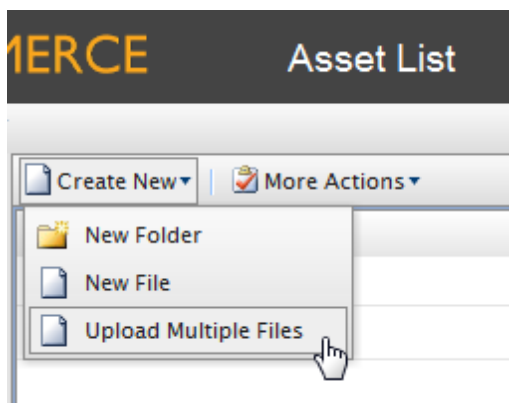 MERCE Asset List
Create New More Actions
New Folder
New File
Upload Multiple Files